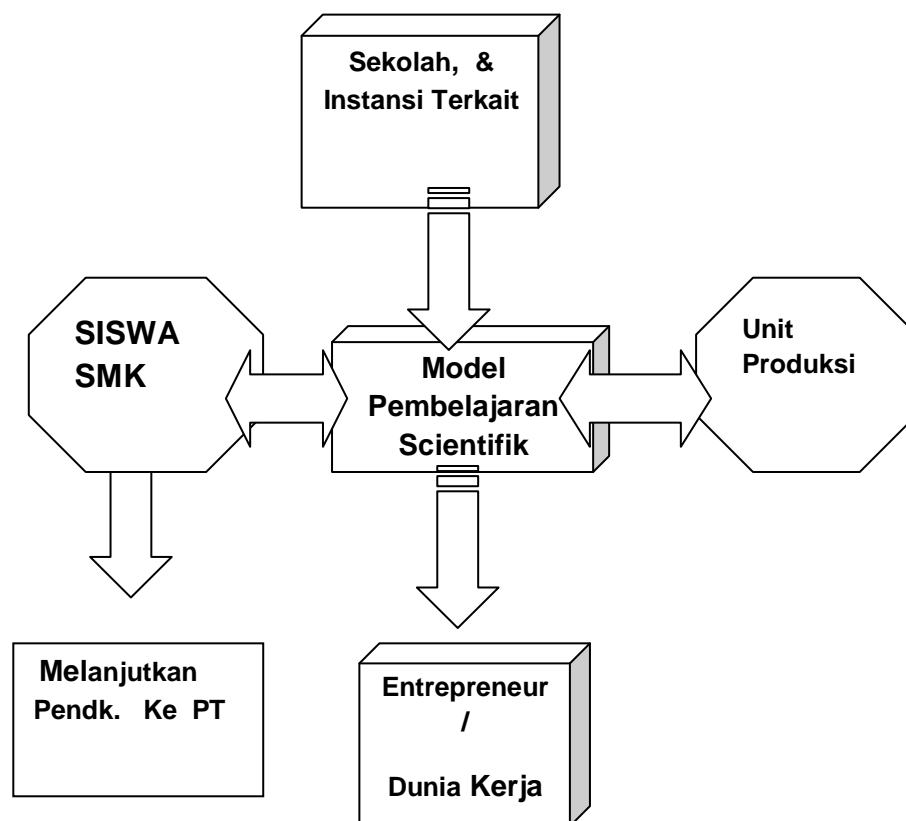 Sekolah, &
Instansi Terkait
SISWA
SMK
Model
Pembelajaran
Scientifik
Unit
Produksi
Melanjutkan
Pendk. Ke PT
Entrepreneur
/
Dunia Kerja